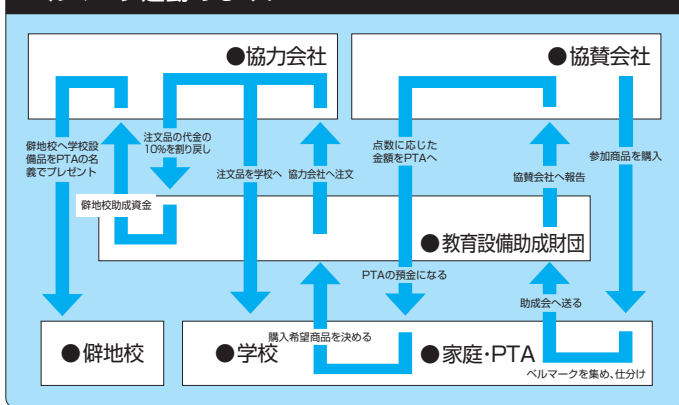 ●協力会社
●協賛会社
僻地校へ学校設
備品をPTAの名
義でプレゼント
注文品の代金の
10%を割り戻し
注文品を学校へ
協力会社へ注文
点数に応じた
金額をPTAへ
協賛会社へ報告
参加商品を購入
僻地校助成資金
●教育設備助成財団
PTAの預金になる
助成会へ送る
購入希望商品を決める
●僻地校
●学校
●家庭・PTA
ベルマークを集め、仕分け